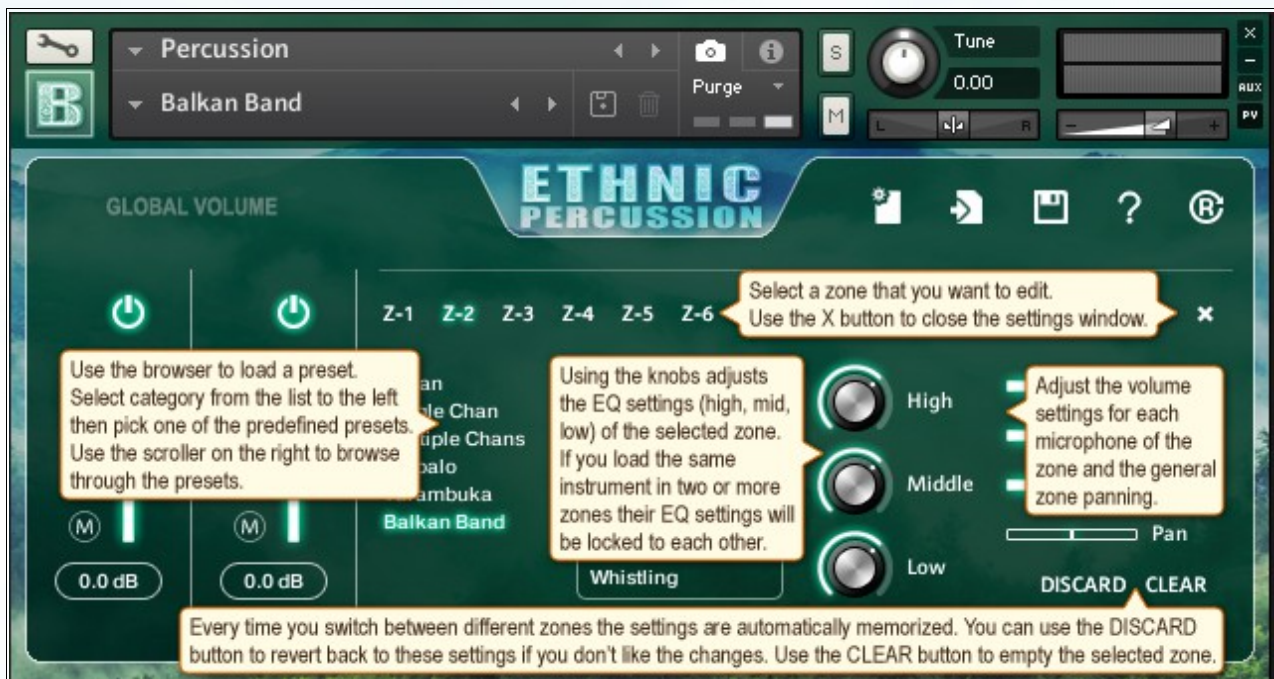 Percussion
S
Tune
×
–
Balkan Band
Purge
0.00
AUX
B
M
L
R
-
+
PV
GLOBAL VOLUME
ETHNIC
PERCUSSION
?
R
Z-1 Z-2 Z-3 Z-4 Z-5 Z-6
Select a zone that you want to edit.
Use the X button to close the settings window.
×
Use the browser to load a preset.
Select category from the list to the left
then pick one of the predefined presets.
Use the scroller on the right to browse
through the presets.
Balkan Band
Using the knobs adjusts
the EQ settings (high, mid,
low) of the selected zone.
If you load the same
instrument in two or more
zones their EQ settings will
be locked to each other.
Whistling
High
Middle
Low
Adjust the volume
settings for each
microphone of the
zone and the general
zone panning.
Pan
M
M
0.0 dB
0.0 dB
DISCARD CLEAR
Every time you switch between different zones the settings are automatically memorized. You can use the DISCARD
button to revert back to these settings if you don't like the changes. Use the CLEAR button to empty the selected zone.